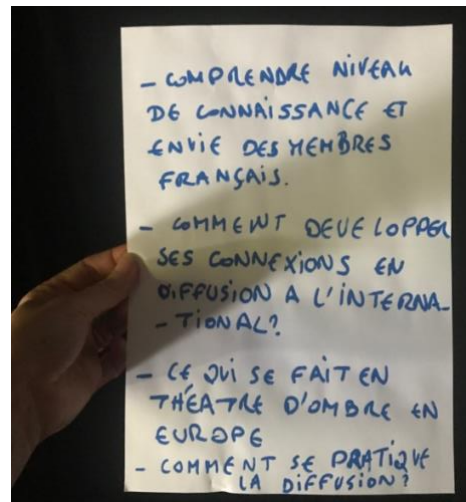 - COMPRENDRE NIVEAU
DE CONNAISSANCE ET
ENVIE DES MEMBRES
FRANÇAIS.
- COMMENT DEVELOPPER
SES CONNEXIONS EN
DIFFUSION A L'INTERNA-
-TIONAL?
- CE QUI SE FAIT EN
THÉATRE D'OMBRE EN
EUROPE
- COMMENT SE PRATIQUE
LA DIFFUSION?